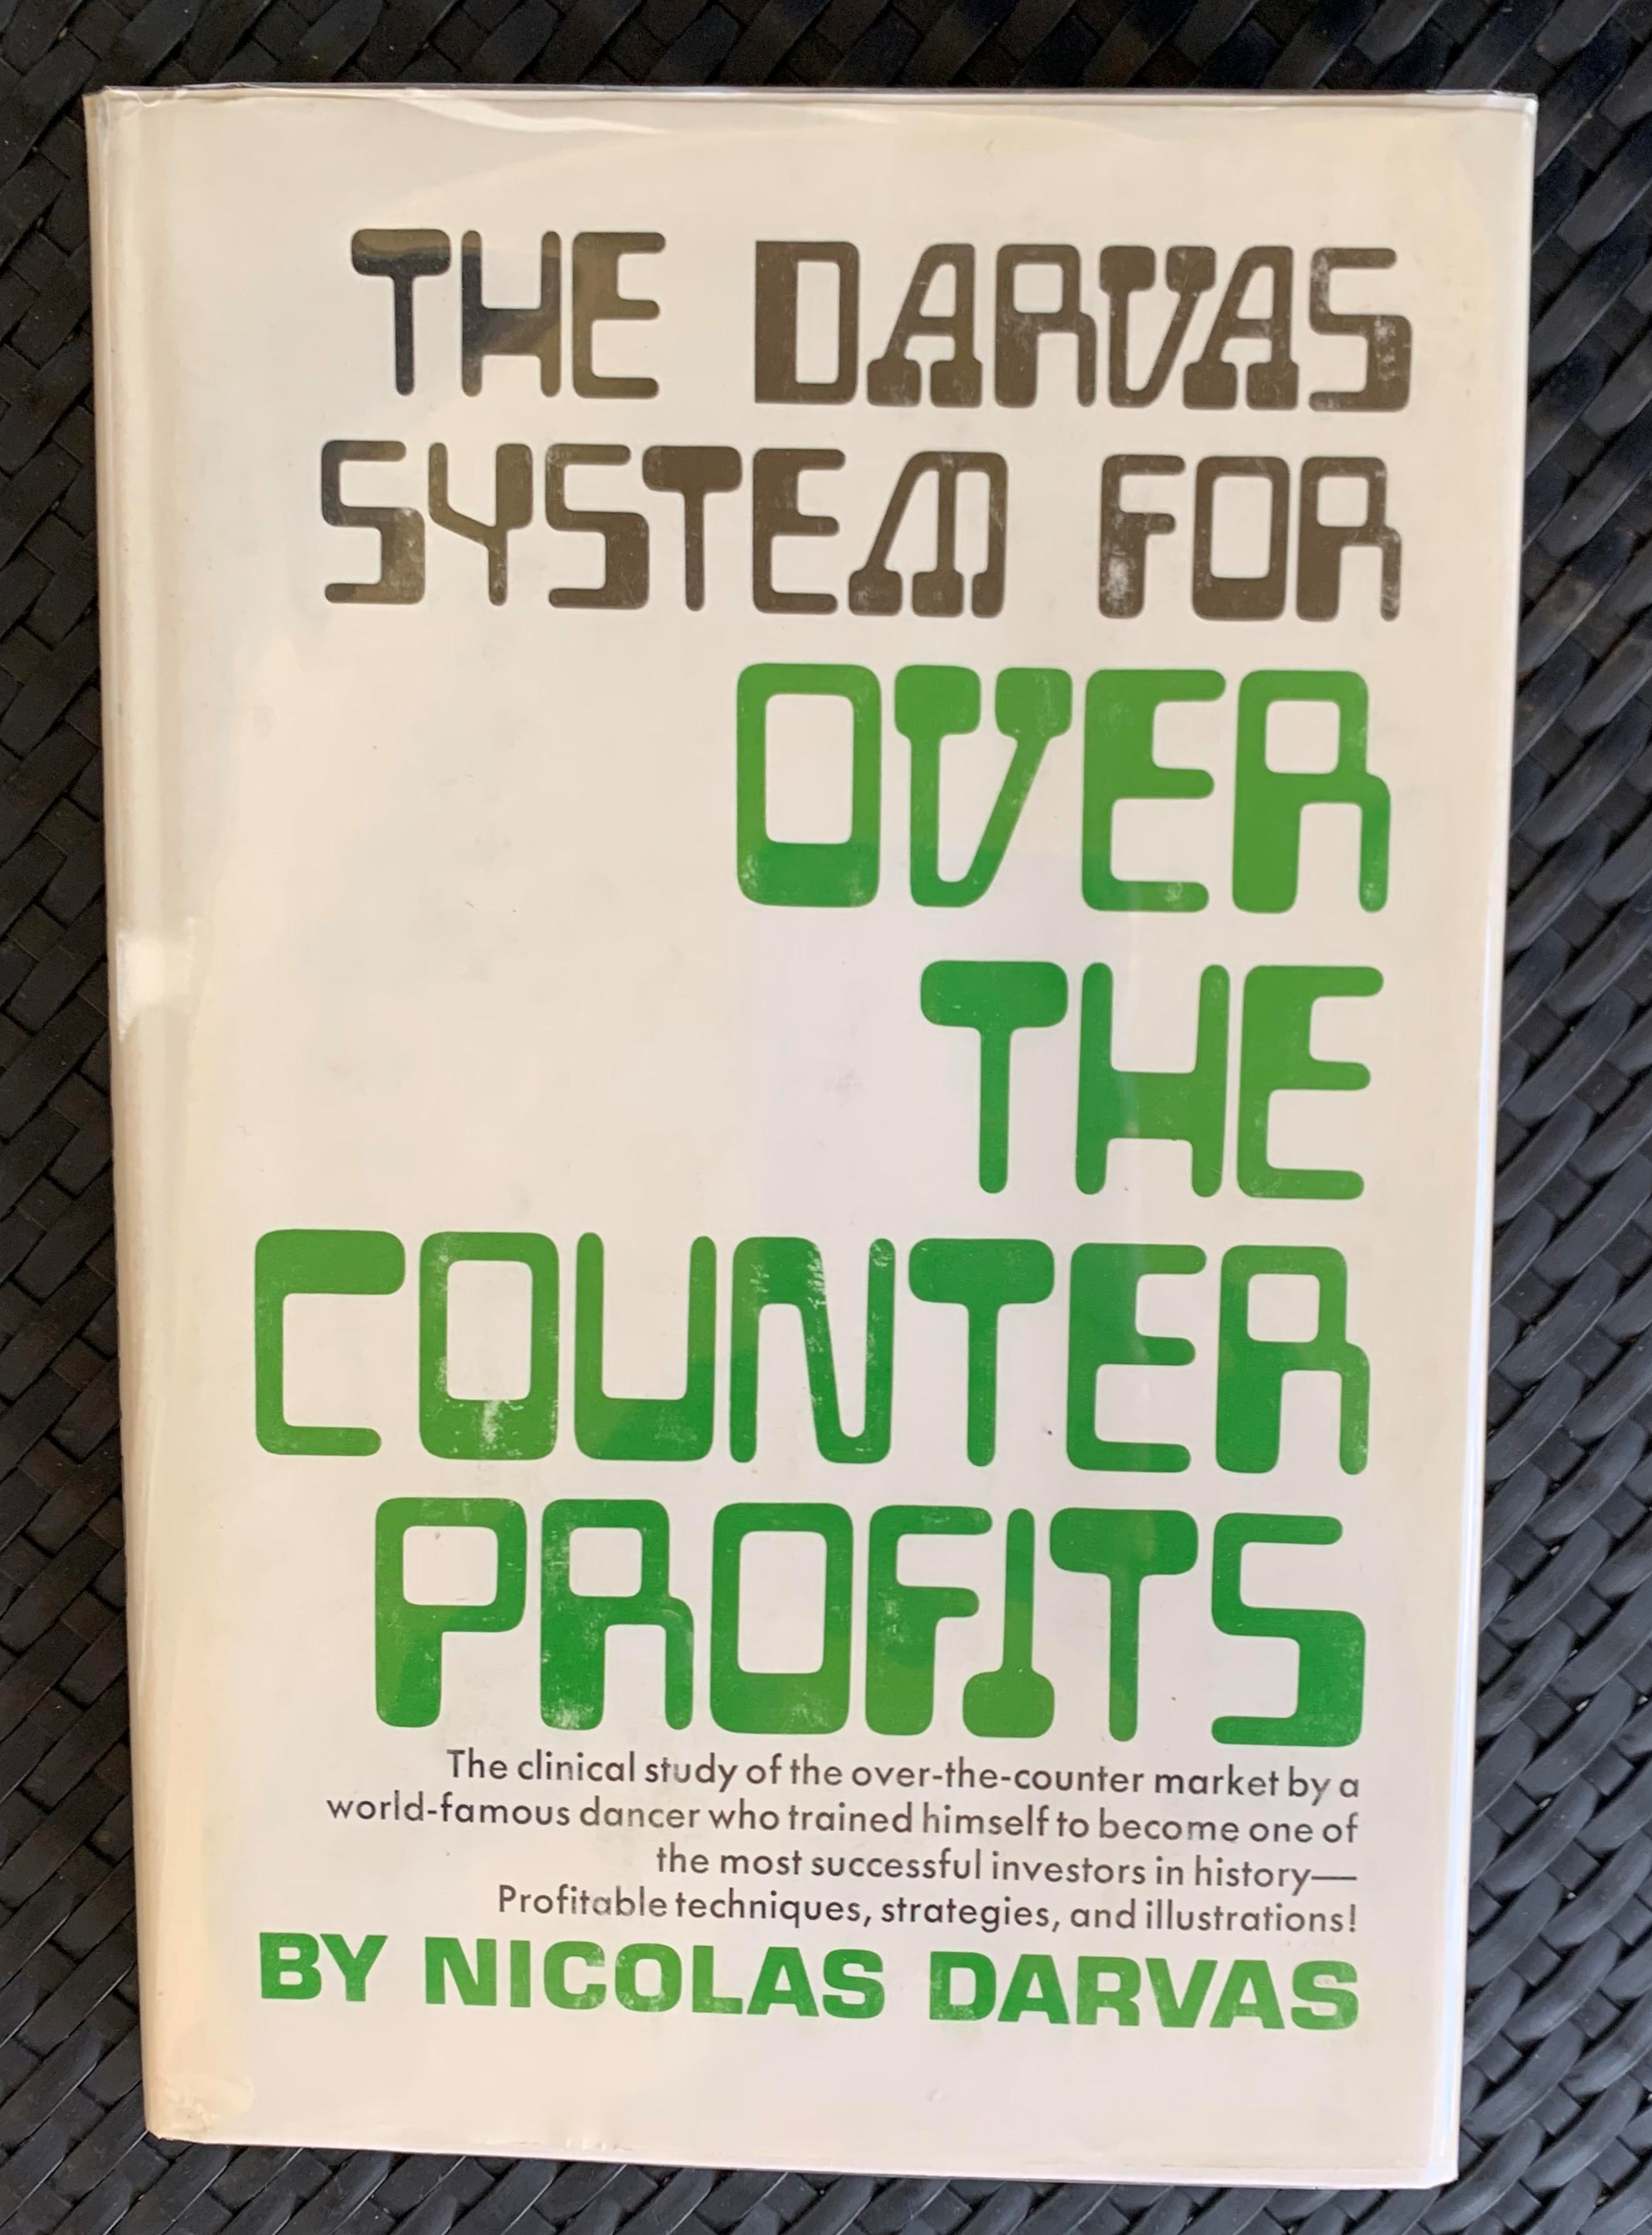 THE DARVAS
SYSTEM FOR
OVER
THE
COUNTER
PROFITS
The clinical study of the over-the-counter market by a
world-famous dancer who trained himself to become one of
the most successful investors in history—
Profitable techniques, strategies, and illustrations!
BY NICOLAS DARVAS